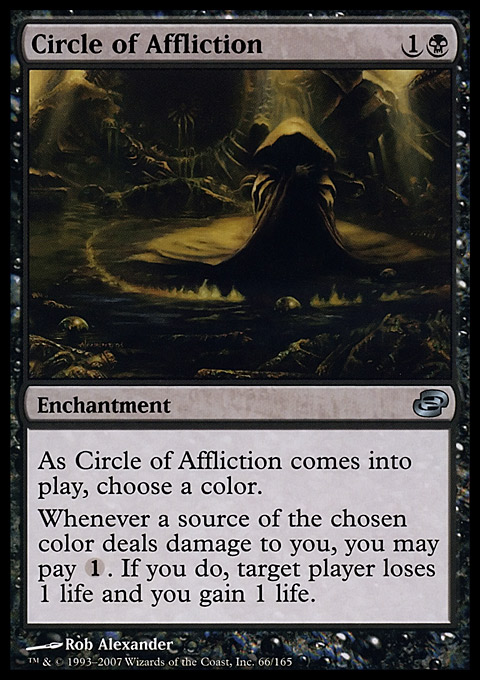 Circle of Affliction 1
Enchantment
As Circle of Affliction comes into
play, choose a color.
Whenever a source of the chosen
color deals damage to you, you may
pay 1. If you do, target player loses
1 life and you gain 1 life.
Rob Alexander
™ & © 1993–2007 Wizards of the Coast, Inc. 66/165